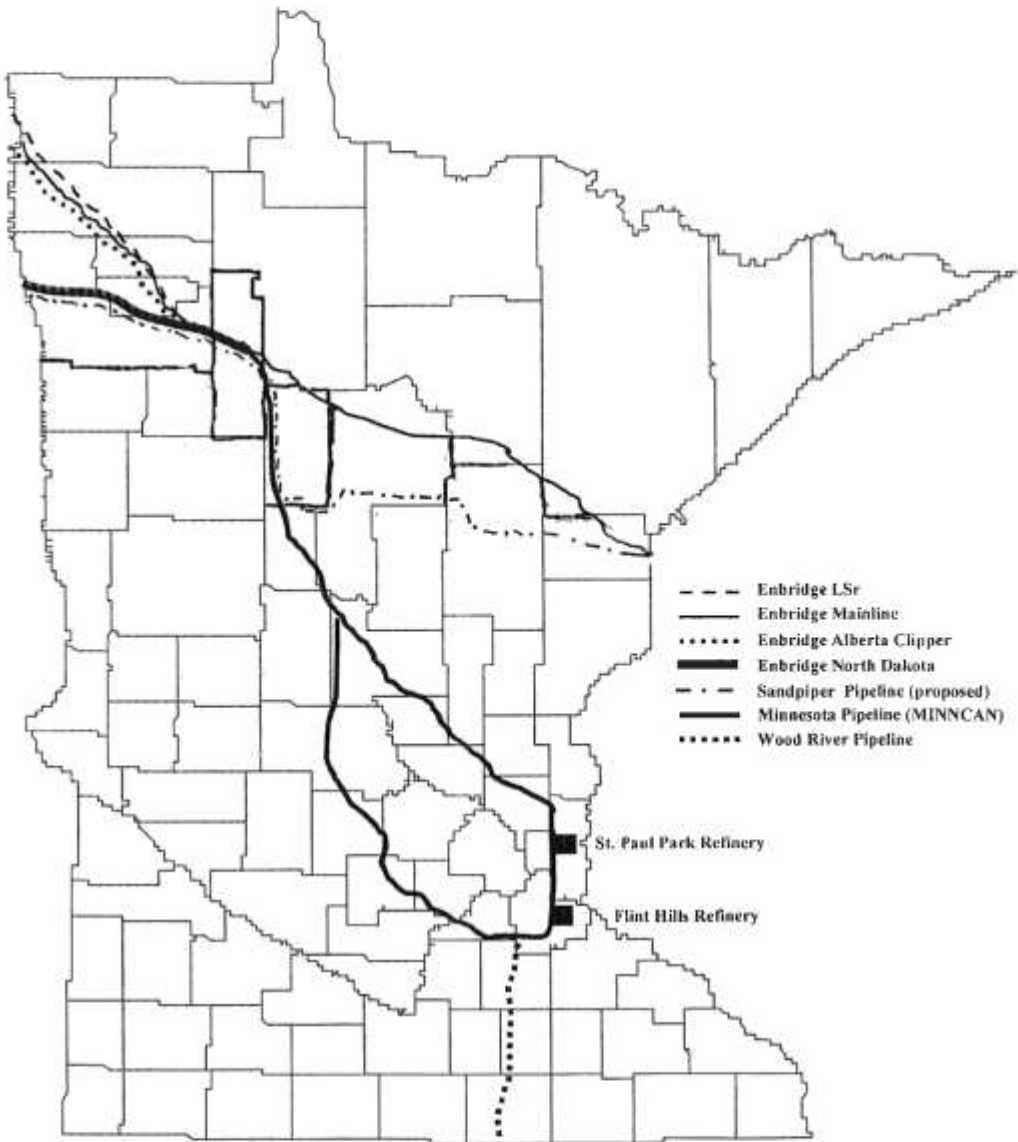 Enbridge LSr
Enbridge Mainline
Enbridge Alberta Clipper
Enbridge North Dakota
Sandpiper Pipeline (proposed)
Minnesota Pipeline (MINNCAN)
Wood River Pipeline
St. Paul Park Refinery
Flint Hills Refinery